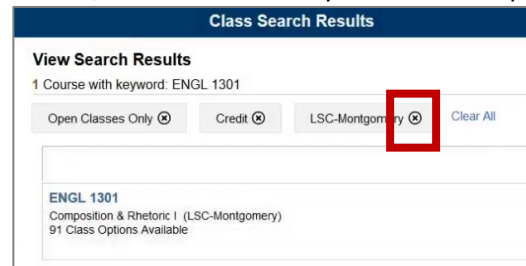 Class Search Results
View Search Results
1 Course with keyword: ENGL 1301
Open Classes Only ⊗ Credit ⊗ LSC-Montgomery ⊗ Clear All
ENGL 1301
Composition & Rhetoric I (LSC-Montgomery)
91 Class Options Available